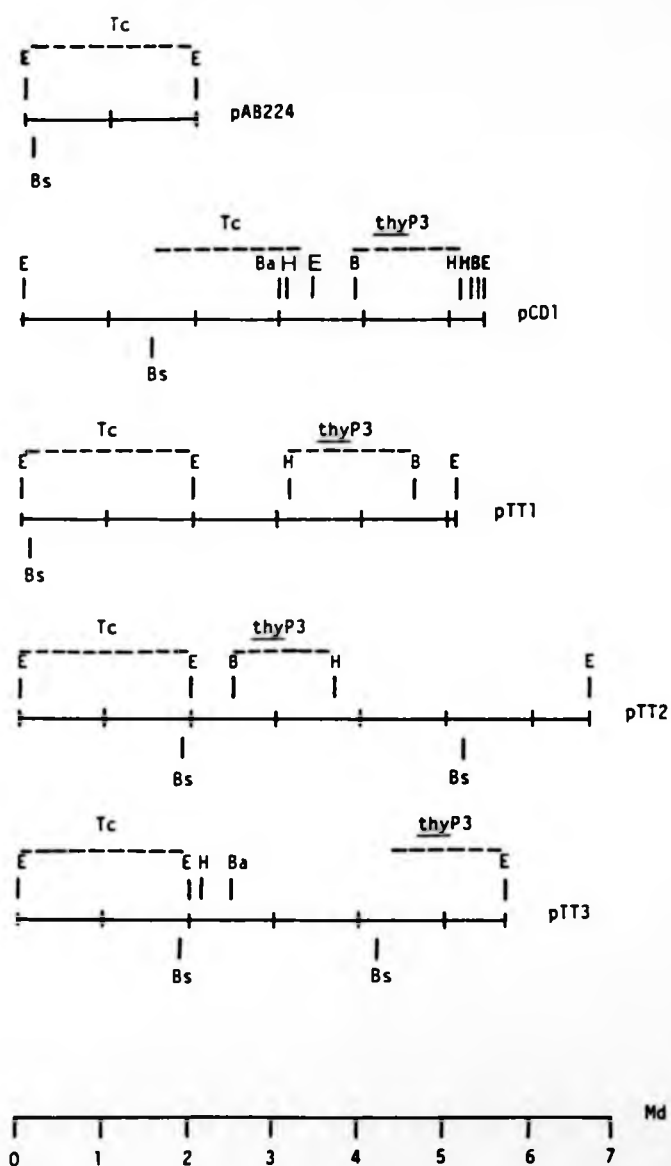 Tc
E E
pAB224
Bs
Tc thyP3
E Ba H E B H H B E
pCD1
Bs
Tc thyP3
E E H B E
pTT1
Bs
Tc thyP3
E E B H E
pTT2
Bs Bs
Tc thyP3
E E H Ba E
pTT3
Bs Bs
Md
0 1 2 3 4 5 6 7